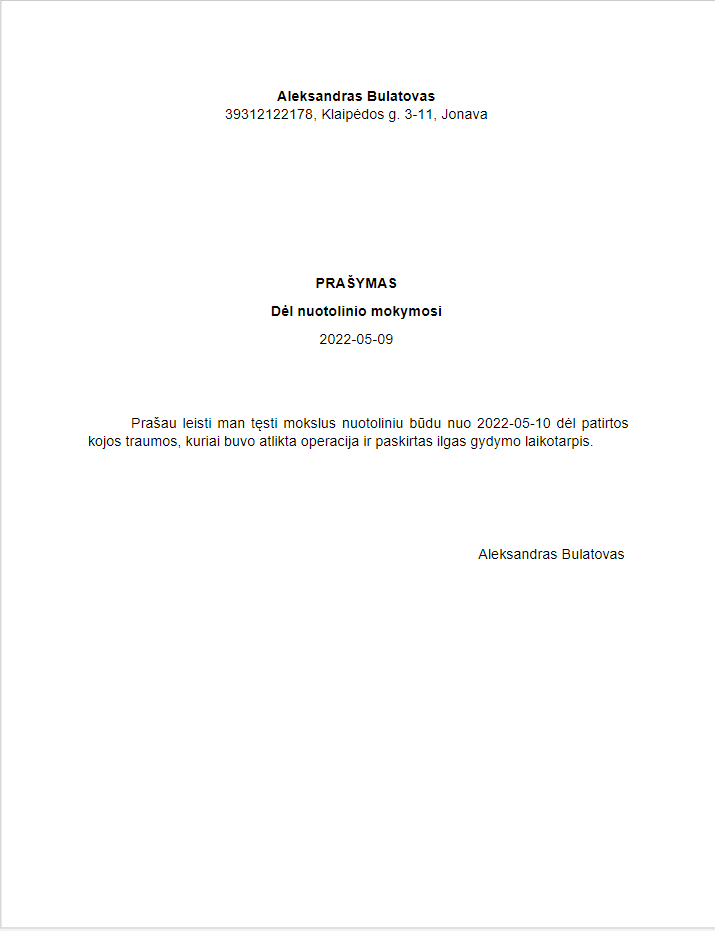 Aleksandras Bulatovas
39312122178, Klaipėdos g. 3-11, Jonava
PRAŠYMAS
Dėl nuotolinio mokymosi
2022-05-09
Prašau leisti man tęsti mokslus nuotoliniu būdu nuo 2022-05-10 dėl patirtos
kojos traumos, kuriai buvo atlikta operacija ir paskirtas ilgas gydymo laikotarpis.
Aleksandras Bulatovas